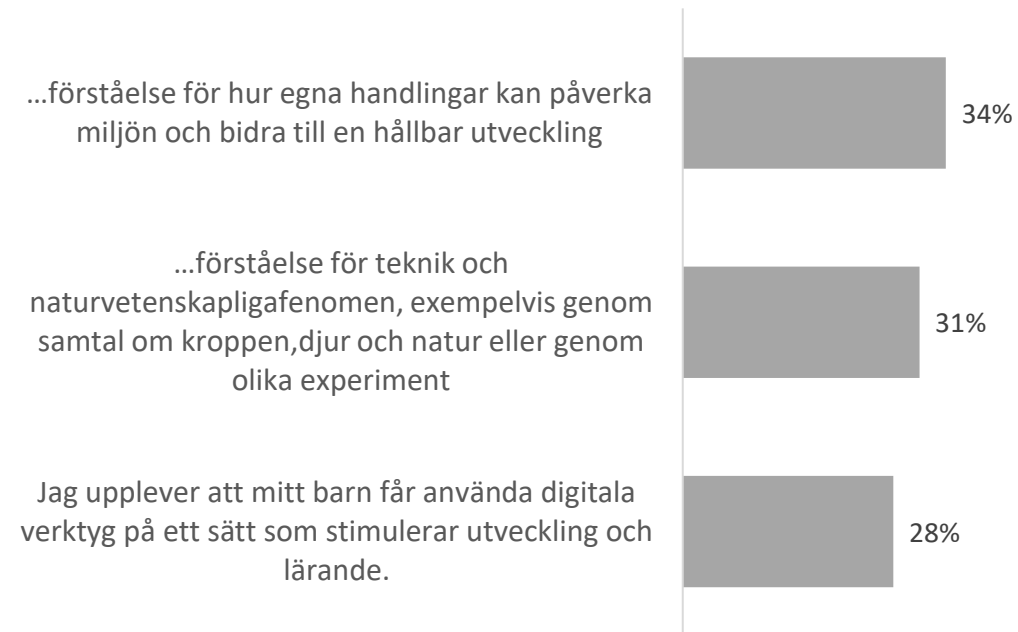 …förståelse för hur egna handlingar kan påverka
miljön och bidra till en hållbar utveckling
34%
…förståelse för teknik och
naturvetenskapligafenomen, exempelvis genom
samtal om kroppen,djur och natur eller genom
olika experiment
31%
Jag upplever att mitt barn får använda digitala
verktyg på ett sätt som stimulerar utveckling och
lärande.
28%